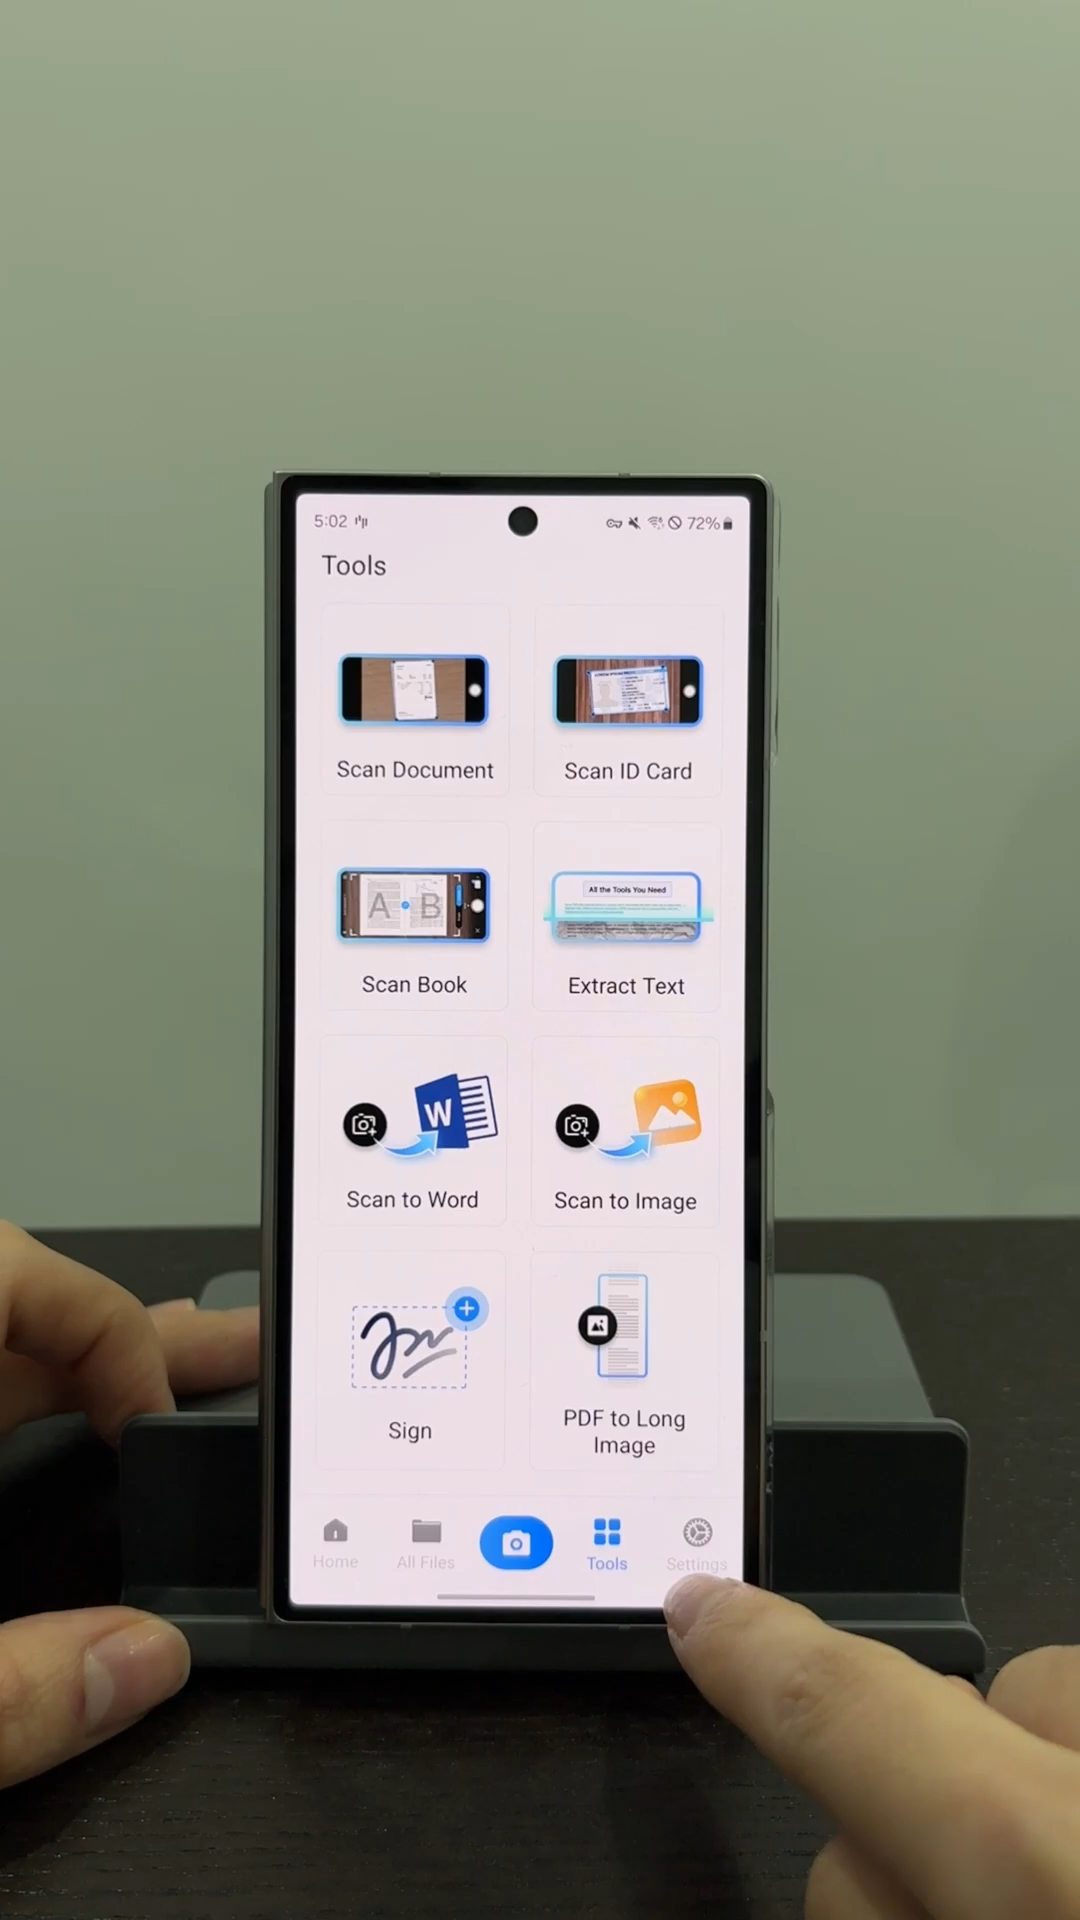 5:02 72%
Tools
Scan Document Scan ID Card
A B
All the Tools You Need
Scan Book Extract Text
W
Scan to Word Scan to Image
Sign
PDF to Long
Image
Home All Files Tools Settings